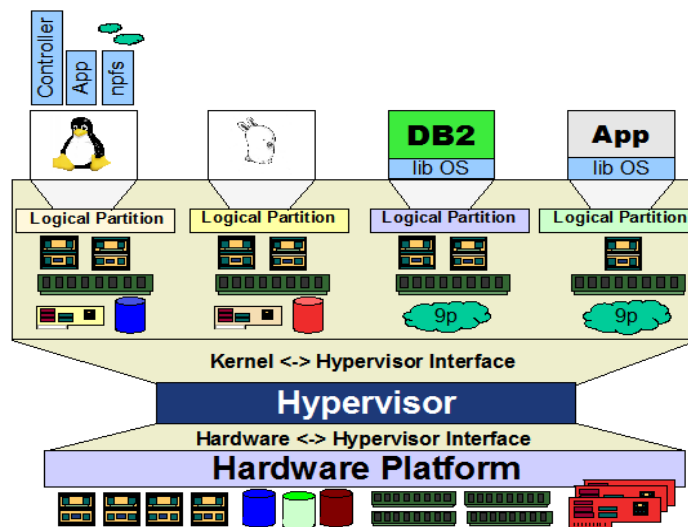 Controller
App
npfs
DB2
lib OS
App
lib OS
Logical Partition
Logical Partition
Logical Partition
Logical Partition
9p
9p
Kernel <-> Hypervisor Interface
Hypervisor
Hardware <-> Hypervisor Interface
Hardware Platform